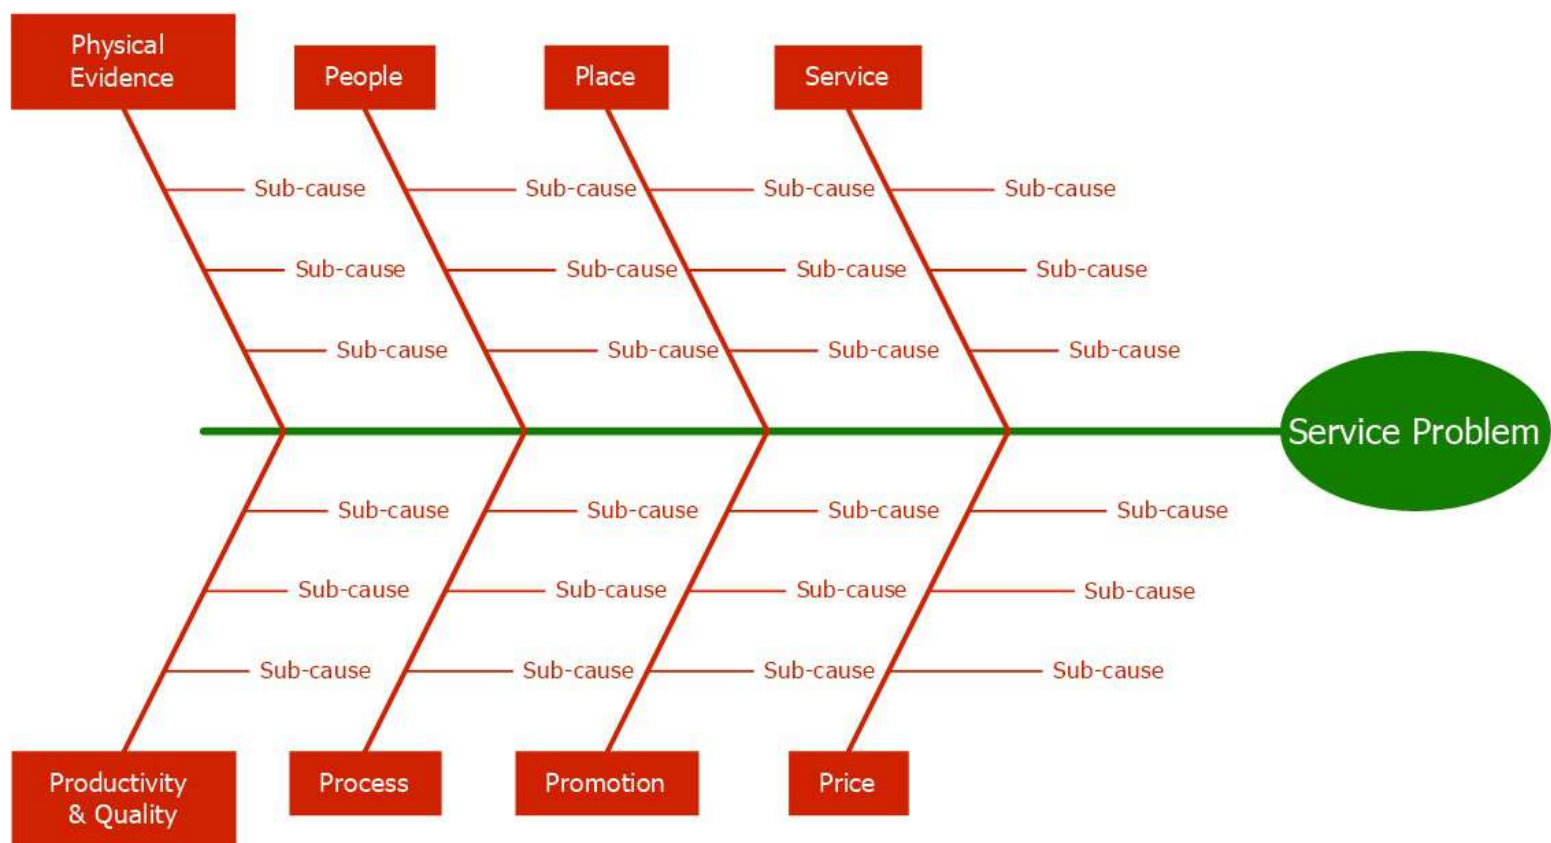 Physical
Evidence
People
Place
Service
Sub-cause
Sub-cause
Sub-cause
Sub-cause
Sub-cause
Sub-cause
Sub-cause
Sub-cause
Sub-cause
Sub-cause
Sub-cause
Sub-cause
Service Problem
Sub-cause
Sub-cause
Sub-cause
Sub-cause
Sub-cause
Sub-cause
Sub-cause
Sub-cause
Sub-cause
Sub-cause
Sub-cause
Sub-cause
Productivity
& Quality
Process
Promotion
Price